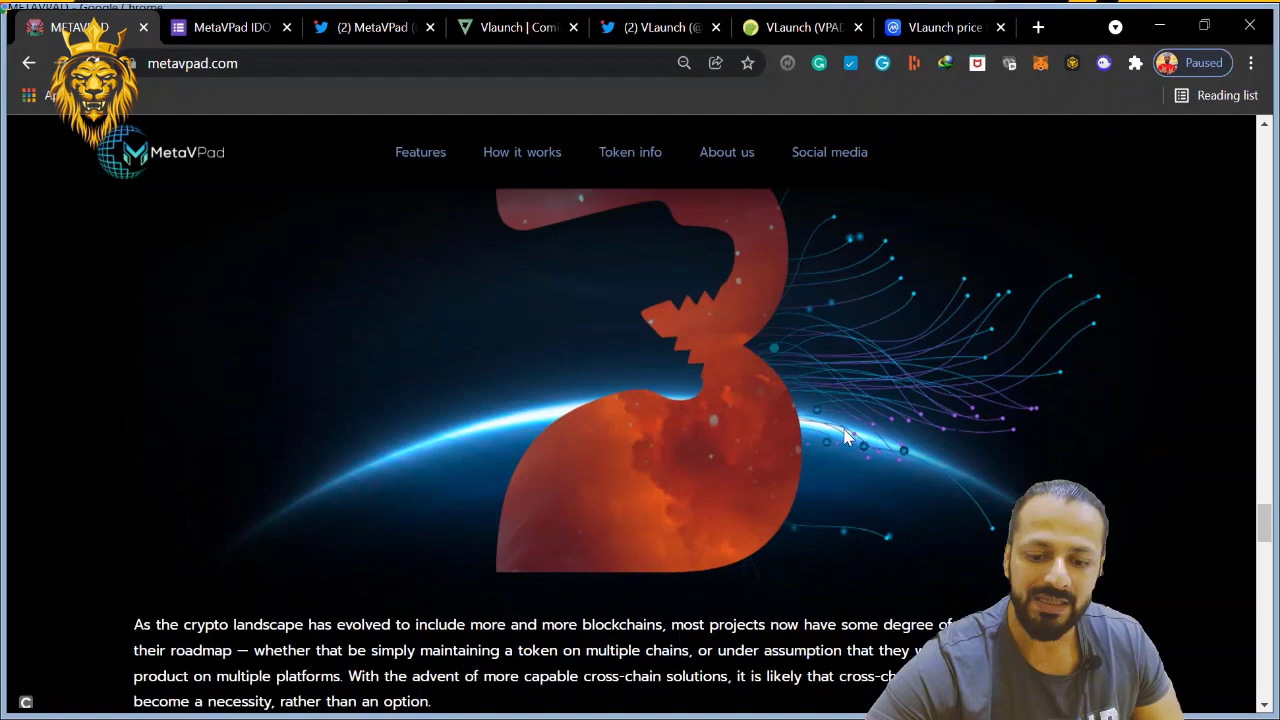 METAVPAD - Google Chrome
METAVPAD
MetaVPad IDO
(2) MetaVPad (
Vlaunch | Com
(2) VLaunch (@
VLaunch (VPAD
VLaunch price
metavpad.com
Paused
Reading list
MetaVPad
Features
How it works
Token info
About us
Social media
As the crypto landscape has evolved to include more and more blockchains, most projects now have some degree of
their roadmap — whether that be simply maintaining a token on multiple chains, or under assumption that they
product on multiple platforms. With the advent of more capable cross-chain solutions, it is likely that cross-ch
become a necessity, rather than an option.